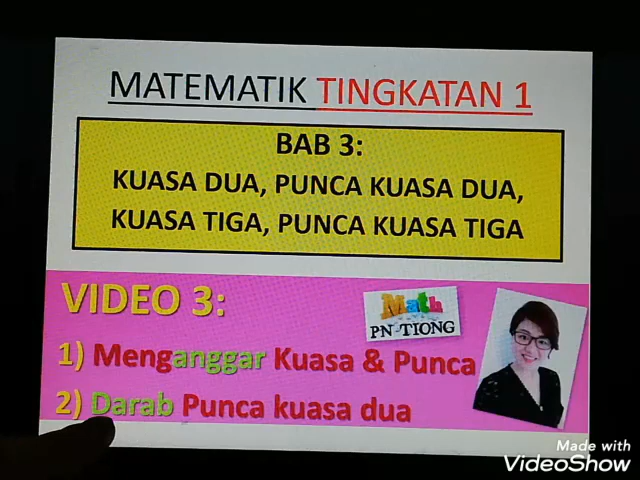 MATEMATIK TINGKATAN 1
BAB 3:
KUASA DUA, PUNCA KUASA DUA,
KUASA TIGA, PUNCA KUASA TIGA
VIDEO 3:
Math
PN TIONG
1) Menganggar Kuasa & Punca
2) Darab Punca kuasa dua
Made with
VideoShow